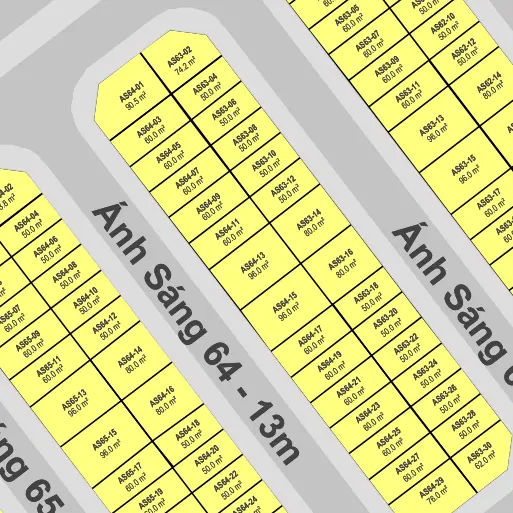 AS63-02
74.2 m²
AS64-01
90.5 m²
AS63-04
50.0 m²
AS64-03
60.0 m²
AS63-06
50.0 m²
AS64-05
60.0 m²
AS63-08
50.0 m²
AS64-07
60.0 m²
AS63-10
50.0 m²
AS64-09
60.0 m²
AS63-12
50.0 m²
AS64-11
60.0 m²
AS63-14
80.0 m²
AS64-13
96.0 m²
AS63-16
80.0 m²
AS64-15
96.0 m²
AS63-18
50.0 m²
AS64-17
60.0 m²
AS63-20
50.0 m²
AS64-19
60.0 m²
AS63-22
50.0 m²
AS64-21
60.0 m²
AS63-24
50.0 m²
AS64-23
60.0 m²
AS63-26
50.0 m²
AS64-25
60.0 m²
AS63-28
50.0 m²
AS64-27
60.0 m²
AS63-30
62.0 m²
AS64-29
76.0 m²
Ánh Sáng 64 - 13m
Ánh Sáng
AS63-05
60.0 m²
AS63-07
60.0 m²
AS63-09
60.0 m²
AS63-11
60.0 m²
AS63-13
96.0 m²
AS63-15
96.0 m²
AS63-17
60.0 m²
AS62-10
50.0 m²
AS62-12
50.0 m²
AS62-14
80.0 m²
AS64-04
50.0 m²
AS64-06
50.0 m²
AS64-08
50.0 m²
AS64-10
50.0 m²
AS64-12
50.0 m²
AS64-14
80.0 m²
AS64-16
80.0 m²
AS64-18
50.0 m²
AS64-20
50.0 m²
AS64-22
50.0 m²
AS64-24
AS65-07
60.0 m²
AS65-09
60.0 m²
AS65-11
60.0 m²
AS65-13
96.0 m²
AS65-15
96.0 m²
AS65-17
60.0 m²
AS65-19
60.0 m²
65